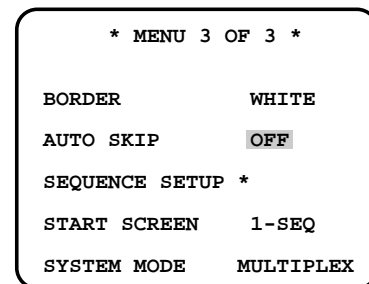 * MENU 3 OF 3 *
BORDER WHITE
AUTO SKIP OFF
SEQUENCE SETUP *
START SCREEN 1-SEQ
SYSTEM MODE MULTIPLEX